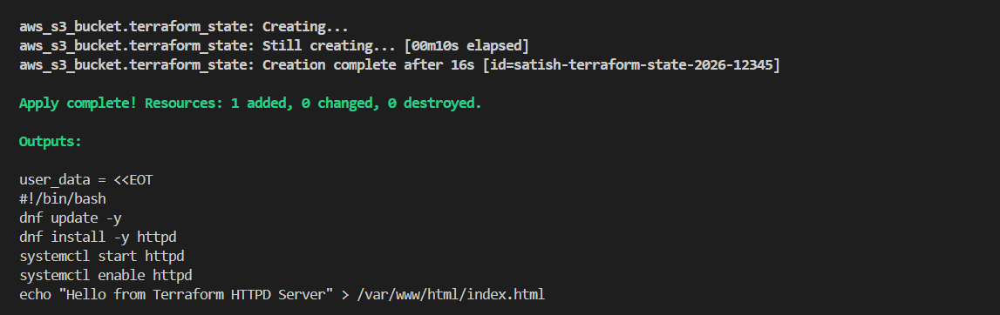 aws_s3_bucket.terraform_state: Creating...
aws_s3_bucket.terraform_state: Still creating... [00m10s elapsed]
aws_s3_bucket.terraform_state: Creation complete after 16s [id=satish-terraform-state-2026-12345]
Apply complete! Resources: 1 added, 0 changed, 0 destroyed.
Outputs:
user_data = <<EOT
#!/bin/bash
dnf update -y
dnf install -y httpd
systemctl start httpd
systemctl enable httpd
echo "Hello from Terraform HTTPD Server" > /var/www/html/index.html